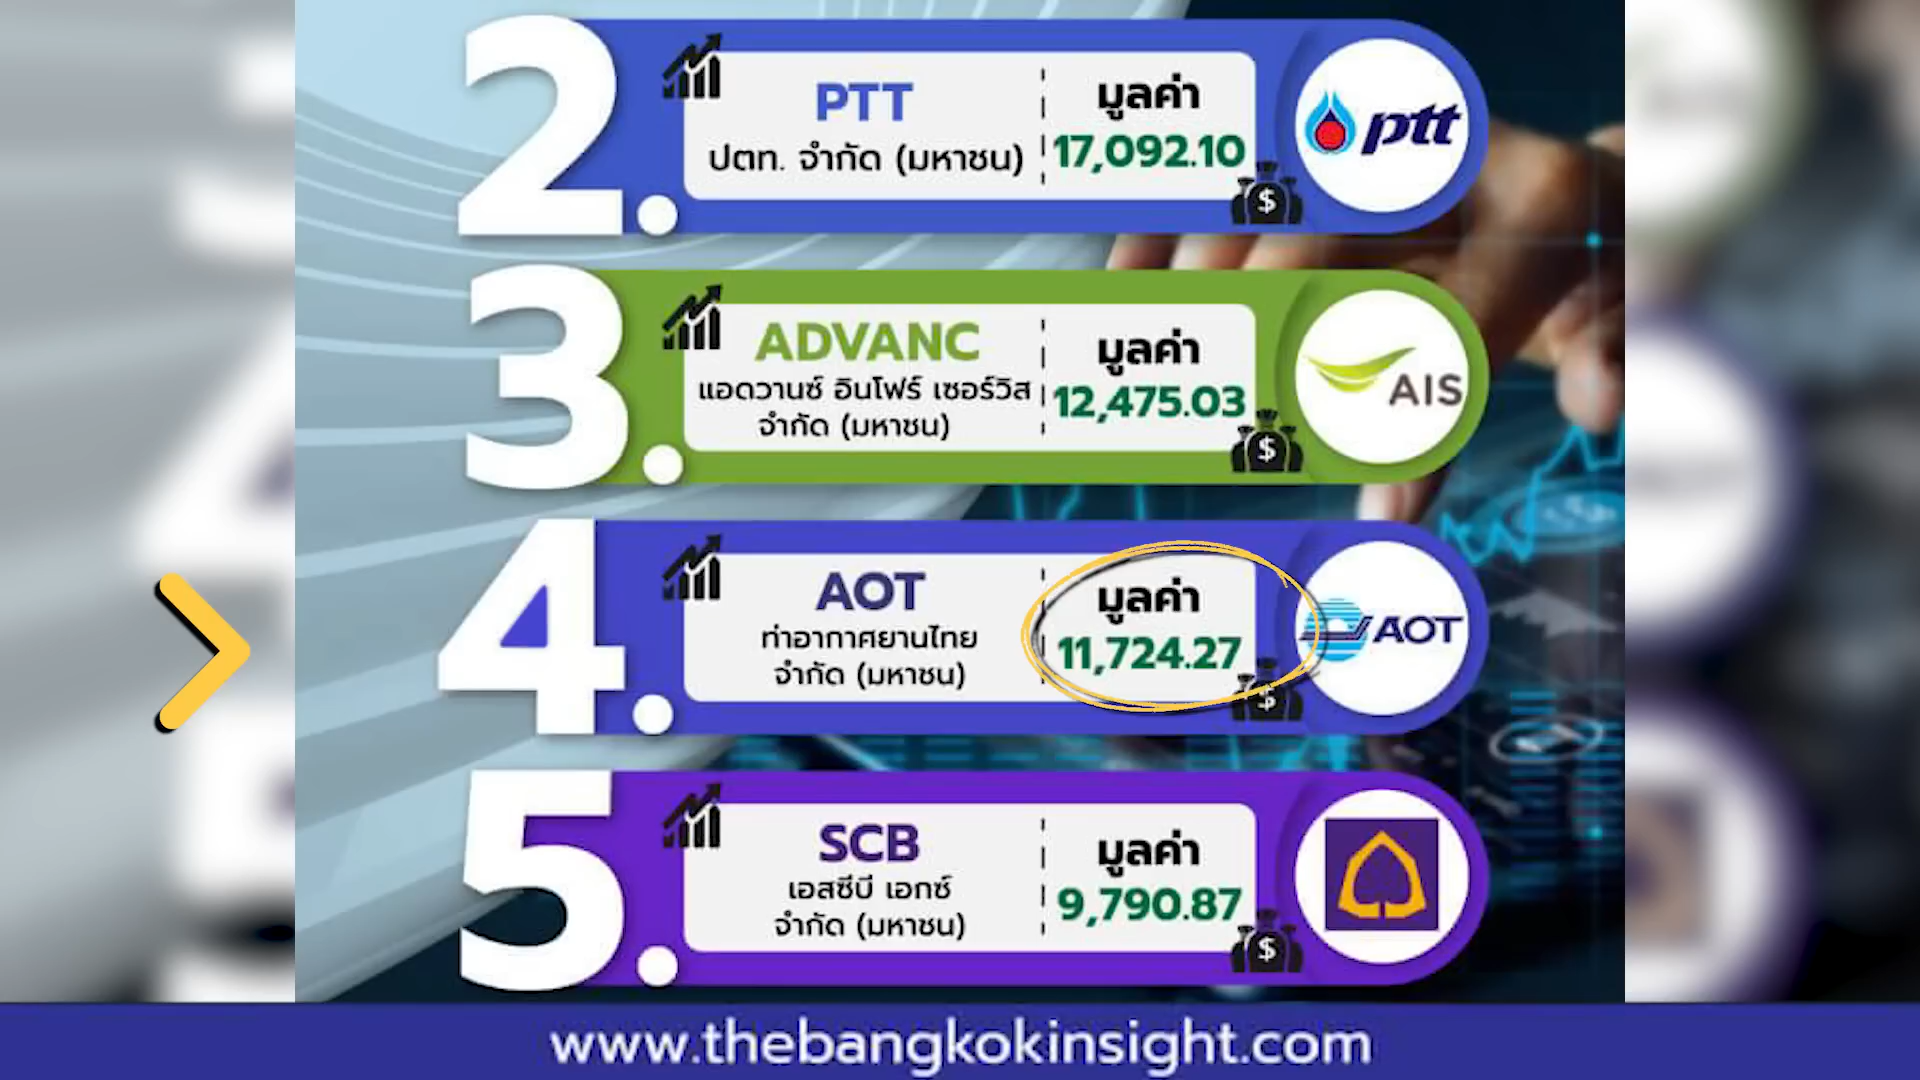 2.
PTT
ปตท. จำกัด (มหาชน)
มูลค่า
17,092.10
$
ptt
3.
ADVANC
แอดวานซ์ อินโฟร์ เซอร์วิส
จำกัด (มหาชน)
มูลค่า
12,475.03
$
AIS
4.
AOT
ท่าอากาศยานไทย
จำกัด (มหาชน)
มูลค่า
11,724.27
$
AOT
5.
SCB
เอสซีบี เอกซ์
จำกัด (มหาชน)
มูลค่า
9,790.87
$
www.thebangkokinsight.com